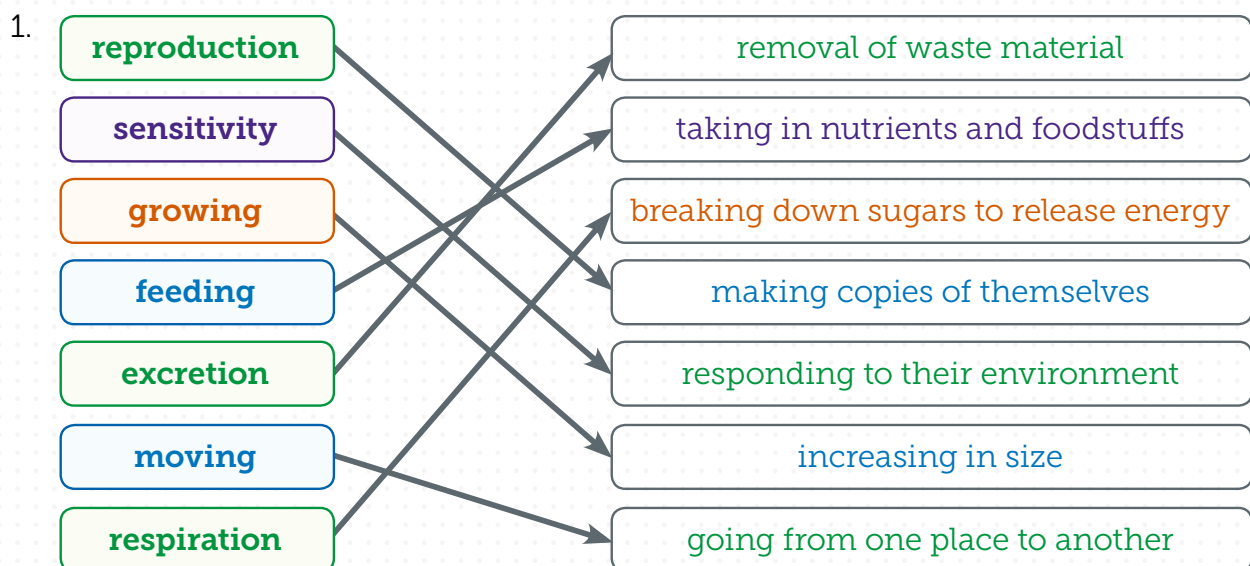 1.
reproduction
removal of waste material
sensitivity
taking in nutrients and foodstuffs
growing
breaking down sugars to release energy
feeding
making copies of themselves
excretion
responding to their environment
moving
increasing in size
respiration
going from one place to another